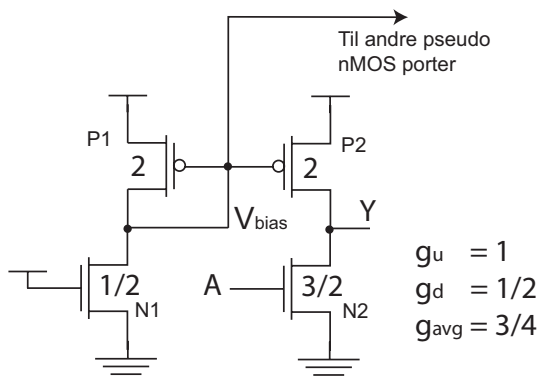 Til andre pseudo
nMOS porter
P1
2
2
P2
Vbias
Y
1/2
N1
A
3/2
N2
gu = 1
gd = 1/2
gavg = 3/4